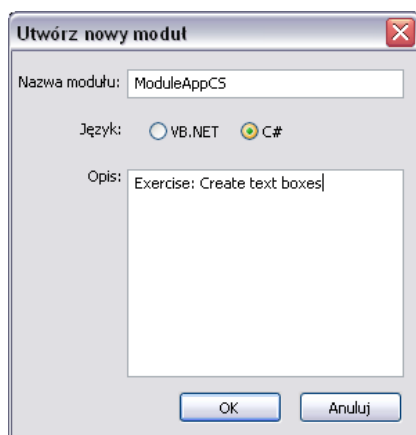 Utwórz nowy moduł
Nazwa modułu: ModuleAppCS
Język: VB.NET C#
Opis: Exercise: Create text boxes
OK Anuluj